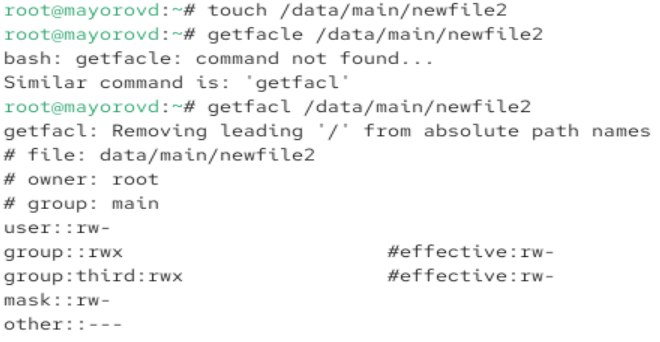 root@mayorovd:~# touch /data/main/newfile2
root@mayorovd:~# getfacle /data/main/newfile2
bash: getfacle: command not found...
Similar command is: 'getfacl'
root@mayorovd:~# getfacl /data/main/newfile2
getfacl: Removing leading '/' from absolute path names
# file: data/main/newfile2
# owner: root
# group: main
user::rw-
group::rwx                      #effective:rw-
group:third:rwx                 #effective:rw-
mask::rw-
other::---